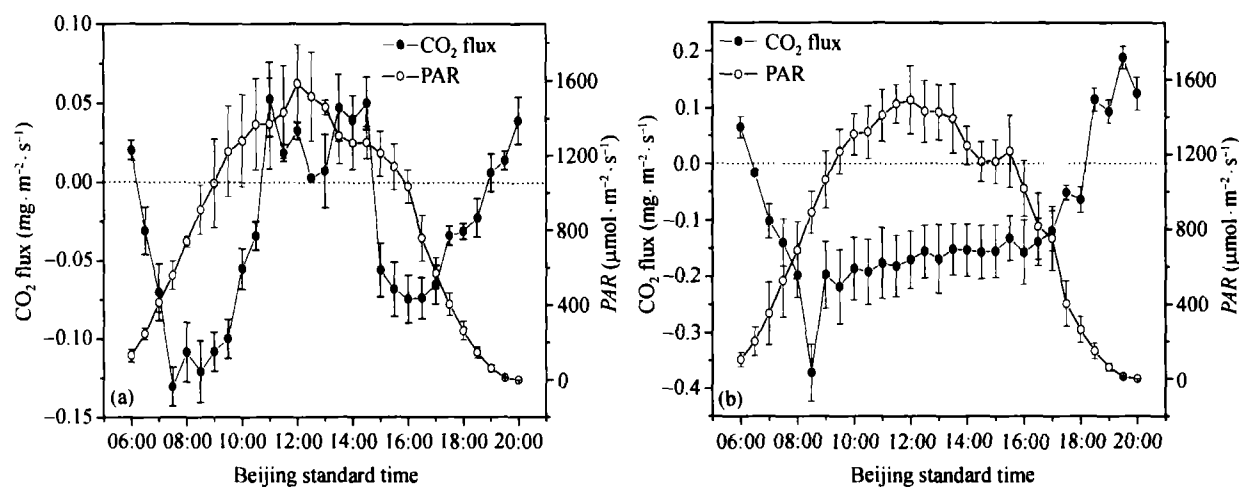 0.10
0.05
0.00
−0.05
−0.10
−0.15
CO₂ flux (mg · m⁻² · s⁻¹)
CO₂ flux
PAR
1600
1200
800
400
0
PAR (μmol · m⁻² · s⁻¹)
(a)
06:00 08:00 10:00 12:00 14:00 16:00 18:00 20:00
Beijing standard time
0.2
0.1
0.0
−0.1
−0.2
−0.3
−0.4
CO₂ flux (mg · m⁻² · s⁻¹)
CO₂ flux
PAR
1600
1200
800
400
0
PAR (μmol · m⁻² · s⁻¹)
(b)
06:00 08:00 10:00 12:00 14:00 16:00 18:00 20:00
Beijing standard time